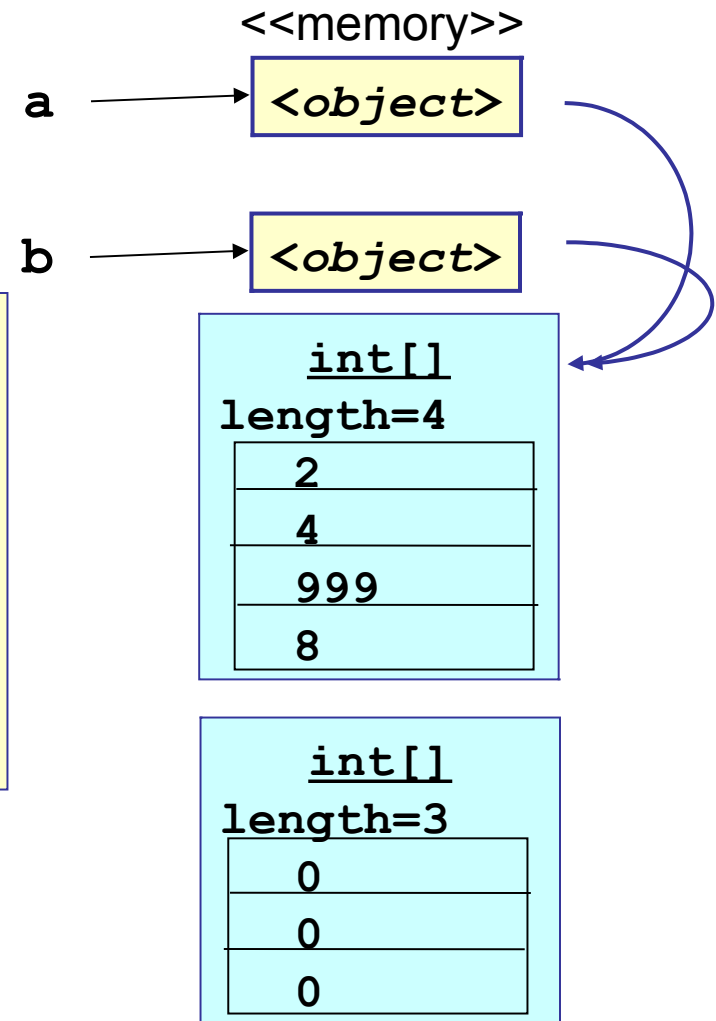 <<memory>>
a <object>
b <object>
int[]
length=4
2
4
999
8
int[]
length=3
0
0
0